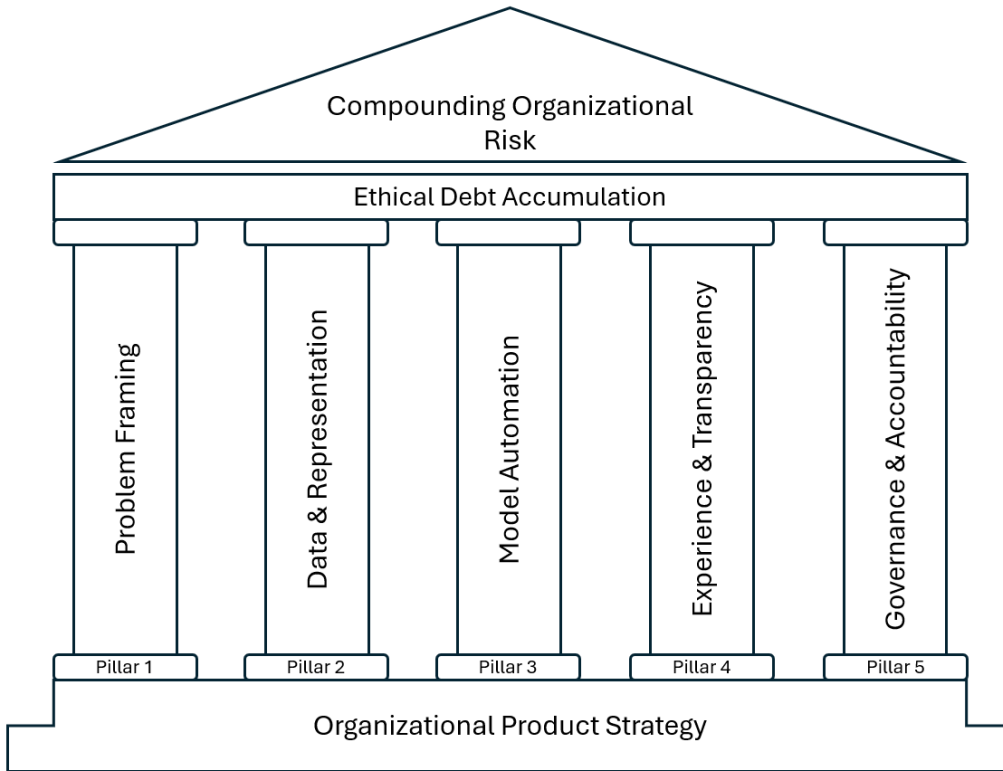 Compounding Organizational
Risk
Ethical Debt Accumulation
Problem Framing
Data & Representation
Model Automation
Experience & Transparency
Governance & Accountability
Pillar 1
Pillar 2
Pillar 3
Pillar 4
Pillar 5
Organizational Product Strategy